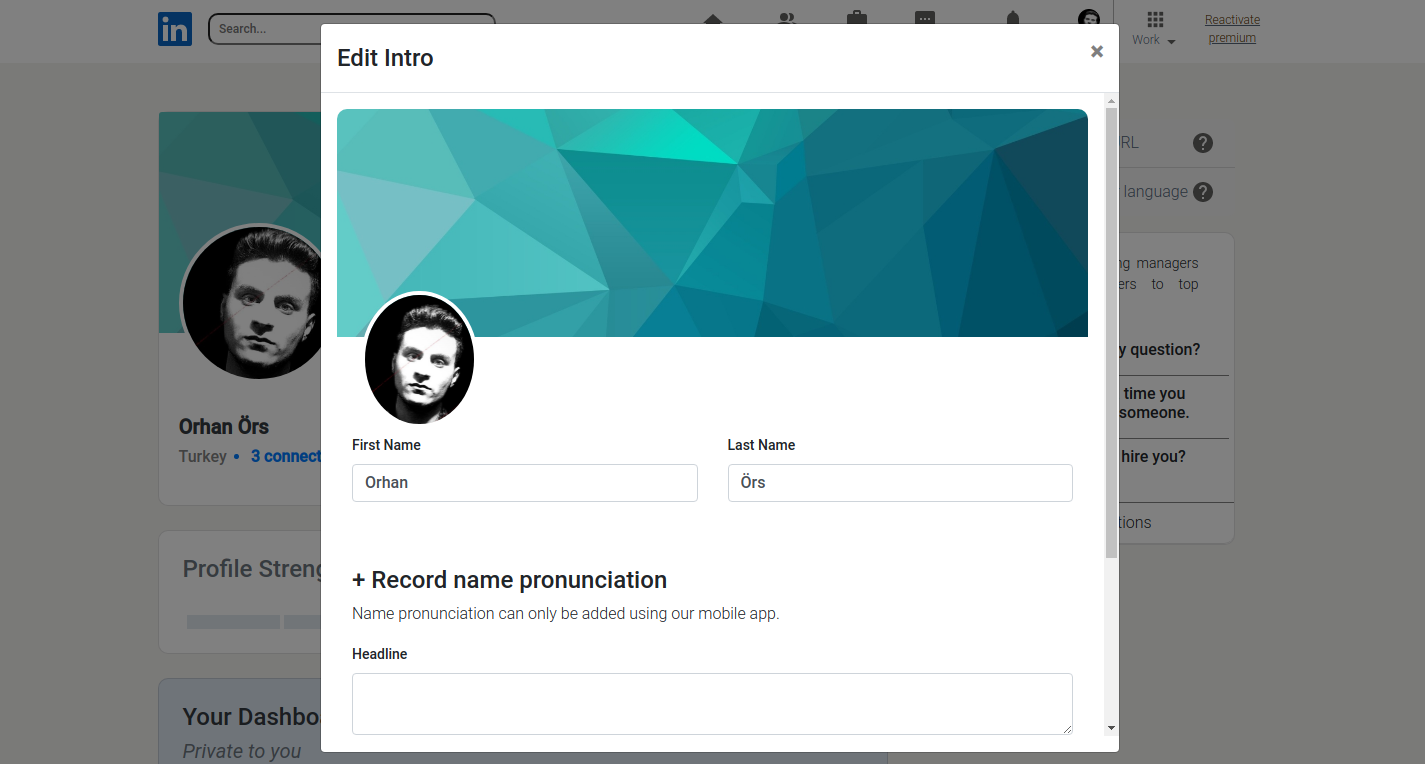 in
Search...
Work
Reactivate
premium
Edit Intro
×
RL
?
language
?
ng managers
ers to top
y question?
time you
someone.
hire you?
tions
Orhan Örs
Turkey • 3 connect
Profile Streng
Your Dashboa
Private to you
First Name
Last Name
Orhan
Örs
+ Record name pronunciation
Name pronunciation can only be added using our mobile app.
Headline